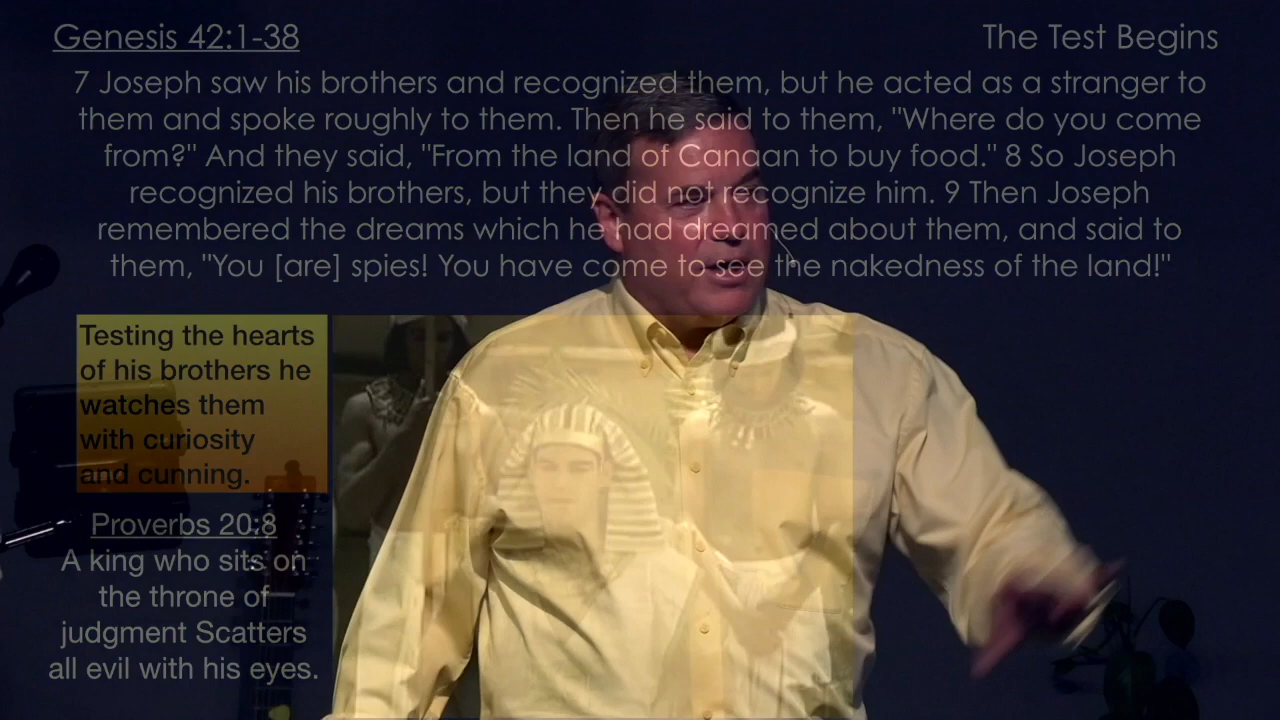 Genesis 42:1-38
The Test Begins
7 Joseph saw his brothers and recognized them, but he acted as a stranger to
them and spoke roughly to them. Then he said to them, "Where do you come
from?" And they said, "From the land of Canaan to buy food." 8 So Joseph
recognized his brothers, but they did not recognize him. 9 Then Joseph
remembered the dreams which he had dreamed about them, and said to
them, "You [are] spies! You have come to see the nakedness of the land!"
Testing the hearts
of his brothers he
watches them
with curiosity
and cunning.
Proverbs 20:8
A king who sits on
the throne of
judgment Scatters
all evil with his eyes.